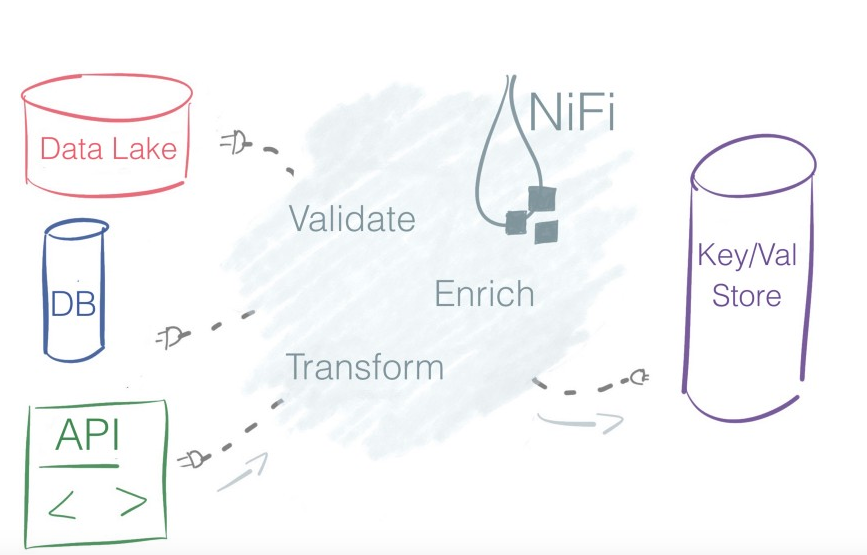 Data Lake
DB
API
< >
NiFi
Validate
Enrich
Transform
Key/Val
Store